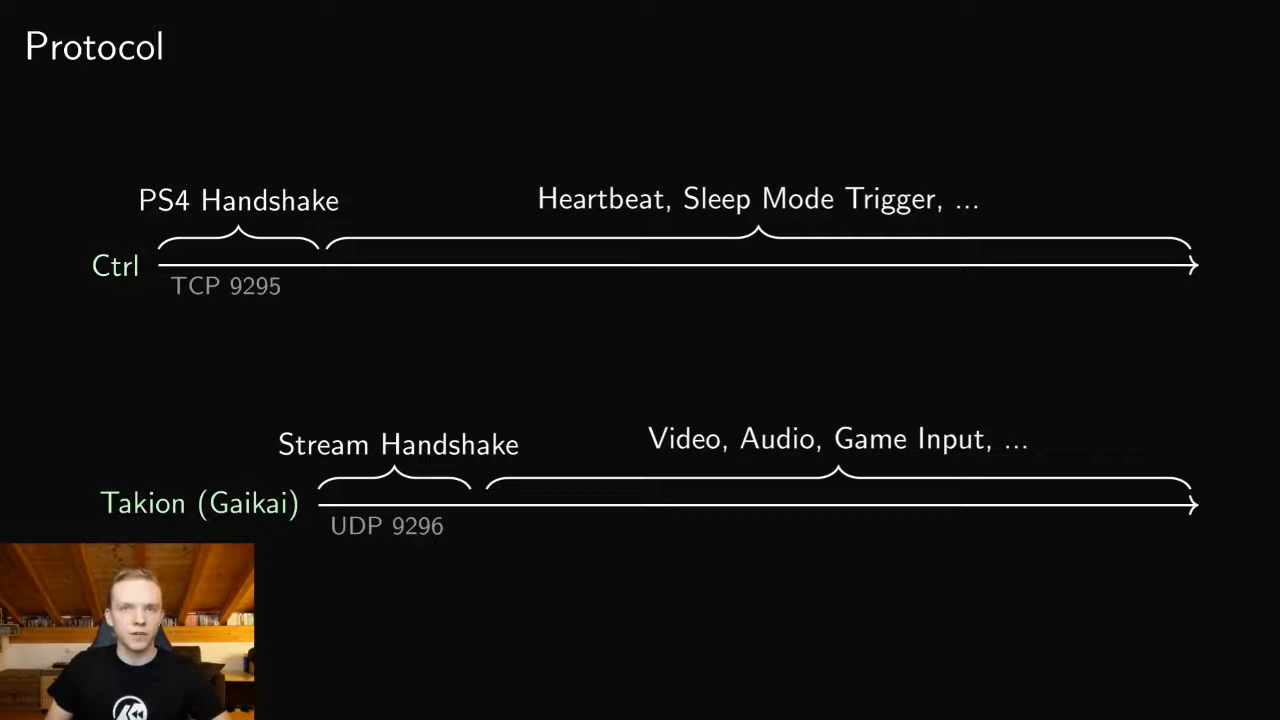 Protocol
PS4 Handshake
Heartbeat, Sleep Mode Trigger, ...
Ctrl
TCP 9295
Stream Handshake
Video, Audio, Game Input, ...
Takion (Gaikai)
UDP 9296